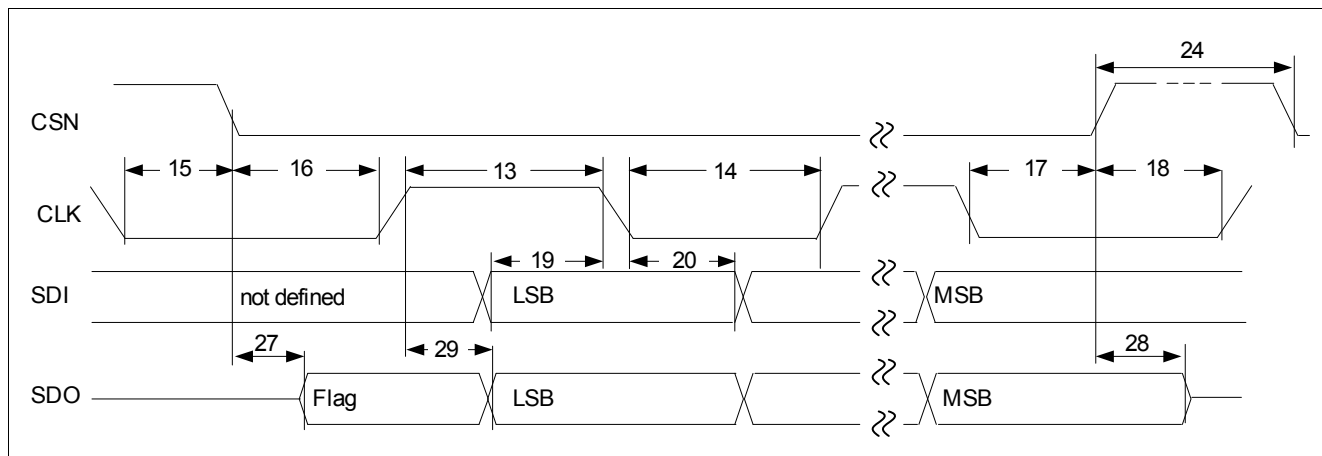 24
CSN
15 16 13 14 17 18
CLK
19 20
SDI not defined LSB MSB
27 29 28
SDO Flag LSB MSB